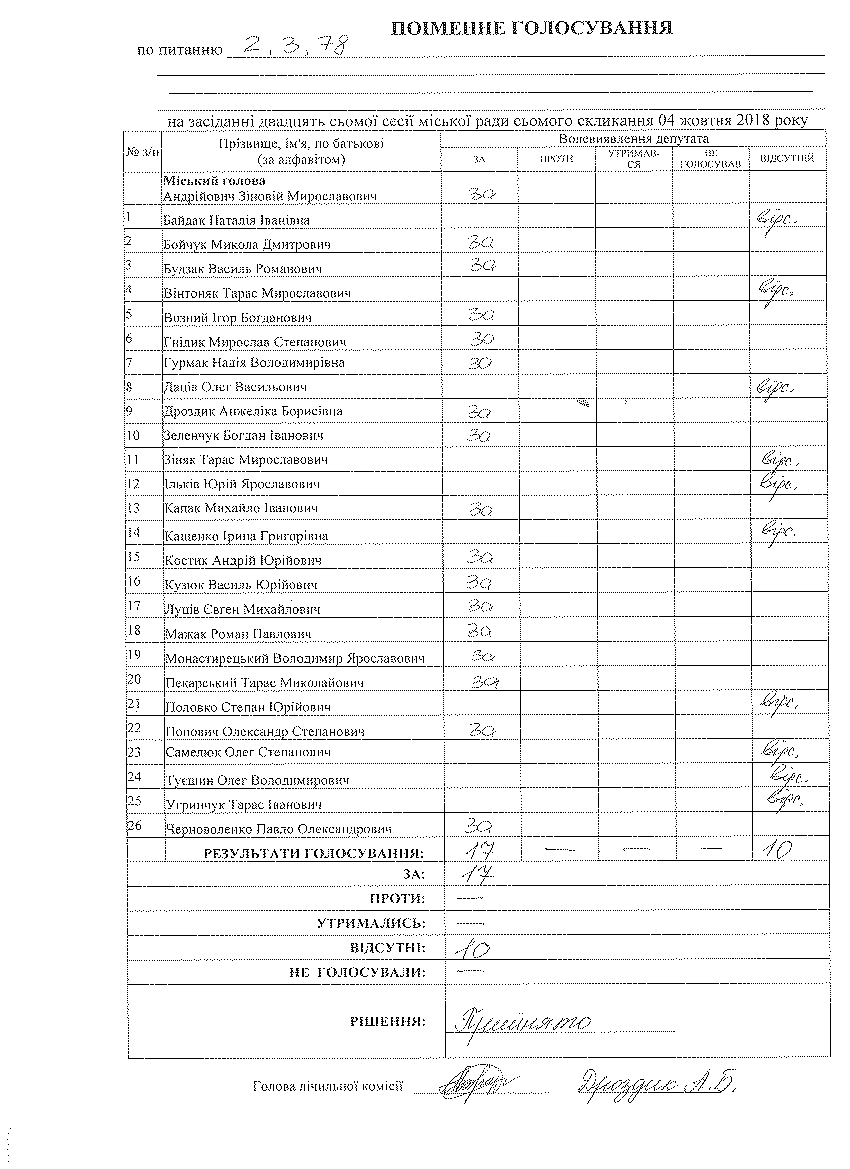 ПОІМЕННЕ ГОЛОСУВАННЯ
по питанню 2, 3, 78
на засіданні двадцять сьомої сесії міської ради сьомого скликання 04 жовтня 2018 року
№ з/п Прізвище, ім'я, по батькові (за алфавітом) Волевиявлення депутата
ЗА ПРОТИ УТРИМАВ-СЯ НЕ ГОЛОСУВАВ ВІДСУТНІЙ
Міський голова
Андрійович Зіновій Мирославович за
1 Байдак Наталія Іванівна відс.
2 Бойчук Микола Дмитрович за
3 Будзак Василь Романович за
4 Вінтоняк Тарас Мирославович відс.
5 Возний Ігор Богданович за
6 Гнідик Мирослав Степанович за
7 Гурмак Надія Володимирівна за
8 Даців Олег Васильович відс.
9 Дроздик Анжеліка Борисівна за
10 Зеленчук Богдан Іванович за
11 Зіняк Тарас Мирославович відс.
12 Ільків Юрій Ярославович відс.
13 Капак Михайло Іванович за
14 Кащенко Ірина Григорівна відс.
15 Костик Андрій Юрійович за
16 Кузюк Василь Юрійович за
17 Луців Євген Михайлович за
18 Мажак Роман Павлович за
19 Монастирецький Володимир Ярославович за
20 Пекарський Тарас Миколайович за
21 Половко Степан Юрійович відс.
22 Попович Олександр Степанович за
23 Самелюк Олег Степанович відс.
24 Туєшин Олег Володимирович відс.
25 Угринчук Тарас Іванович відс.
26 Черноволенко Павло Олександрович за
РЕЗУЛЬТАТИ ГОЛОСУВАННЯ: 17 — — — 10
ЗА: 17
ПРОТИ: —
УТРИМАЛИСЬ: —
ВІДСУТНІ: 10
НЕ ГОЛОСУВАЛИ: —
РІШЕННЯ: Прийнято
Голова лічильної комісії Дроздик А.Б.